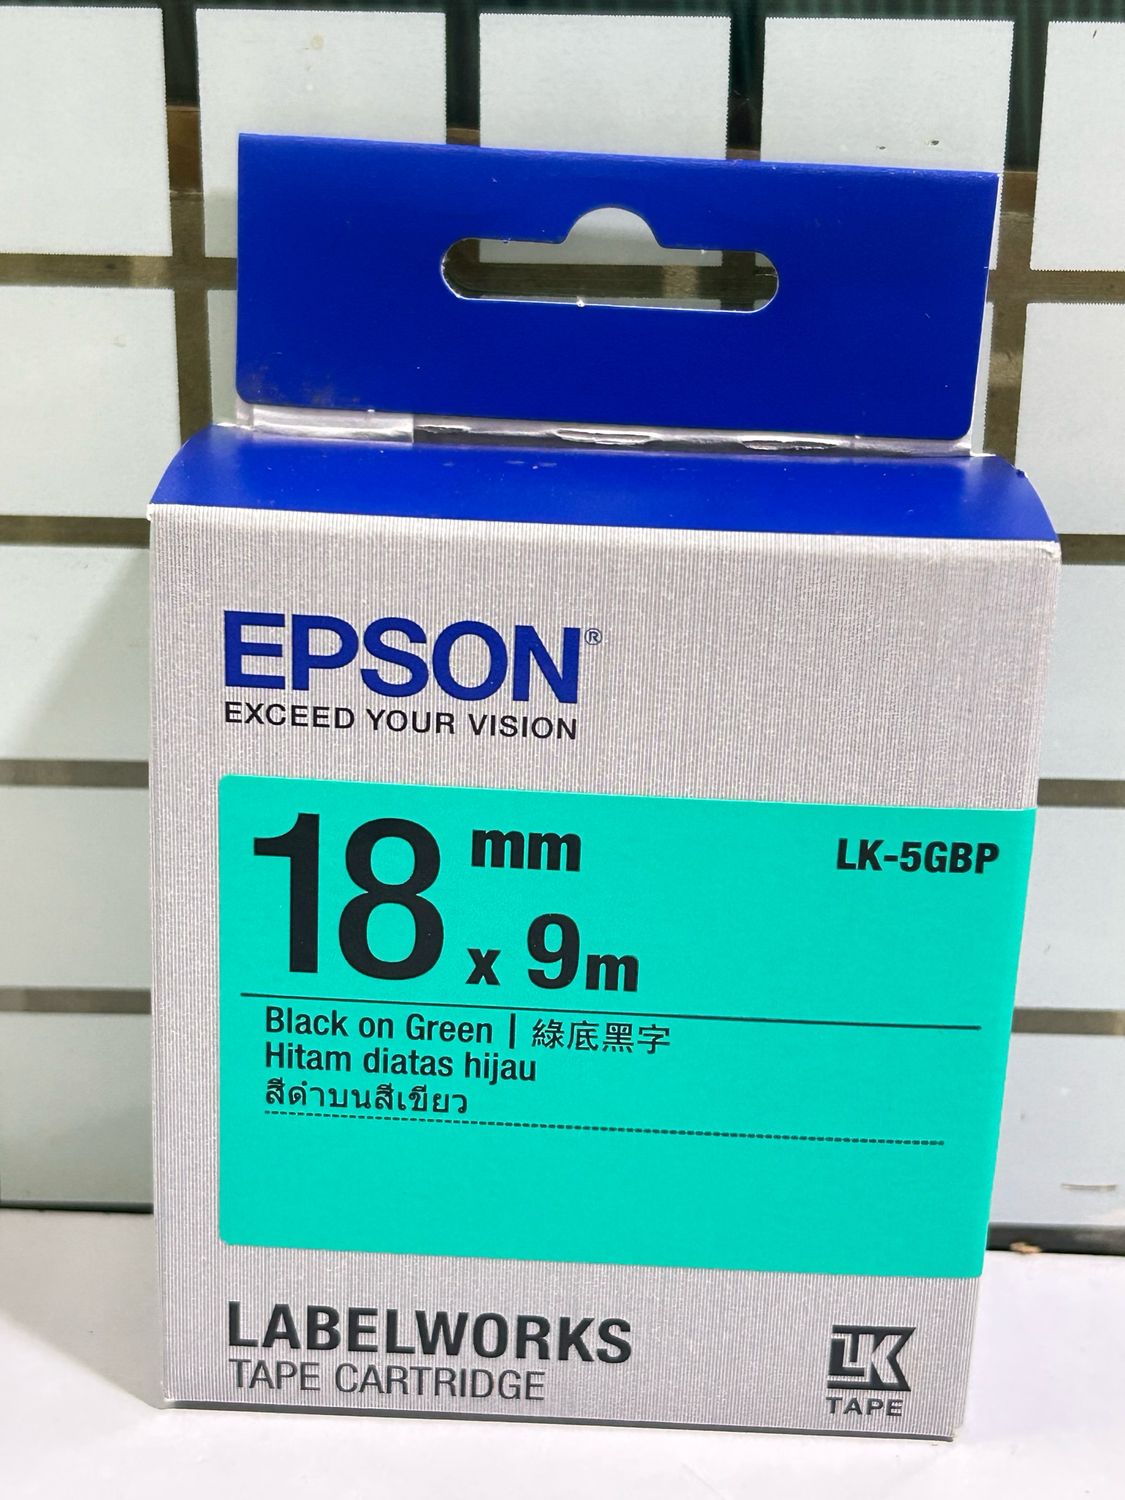 EPSON®
EXCEED YOUR VISION
18 mm x 9m
LK-5GBP
Black on Green | 綠底黑字
Hitam diatas hijau
สีดำบนสีเขียว
LABELWORKS
TAPE CARTRIDGE
LK
TAPE